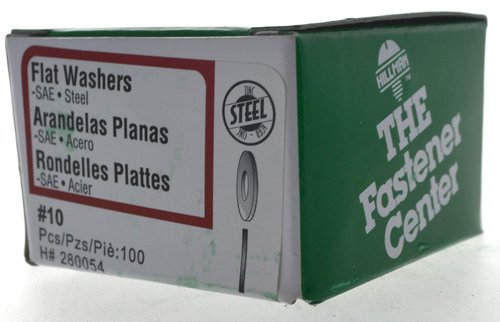 Flat Washers
-SAE • Steel
Arandelas Planas
-SAE • Acero
Rondelles Plattes
-SAE • Acier
#10
Pcs/Pzs/Piè:100
H# 280054
ZINC
STEEL
HILLMAN
THE
Fastener
Center